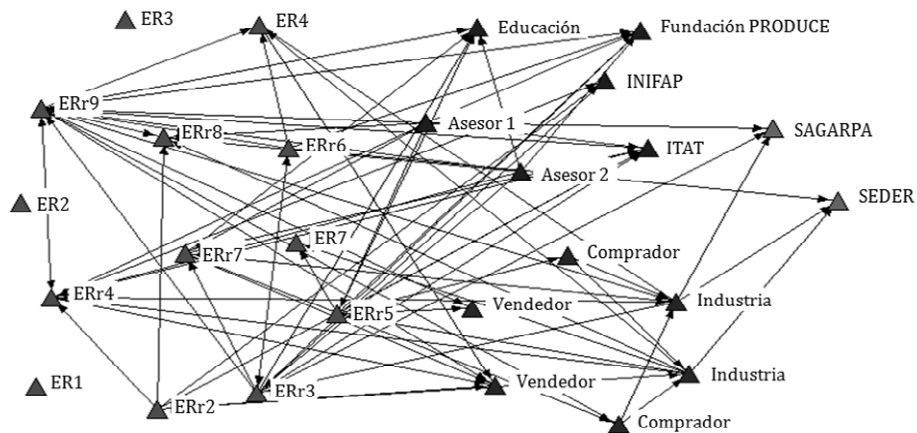 ER3
ER4
Educación
Fundación PRODUCE
INIFAP
ERr9
ERr8
ERr6
Asesor 1
SAGARPA
ITAT
Asesor 2
ER2
SEDER
ERr7
ER7
Comprador
ERr4
ERr5
Vendedor
Industria
ER1
ERr2
ERr3
Vendedor
Industria
Comprador